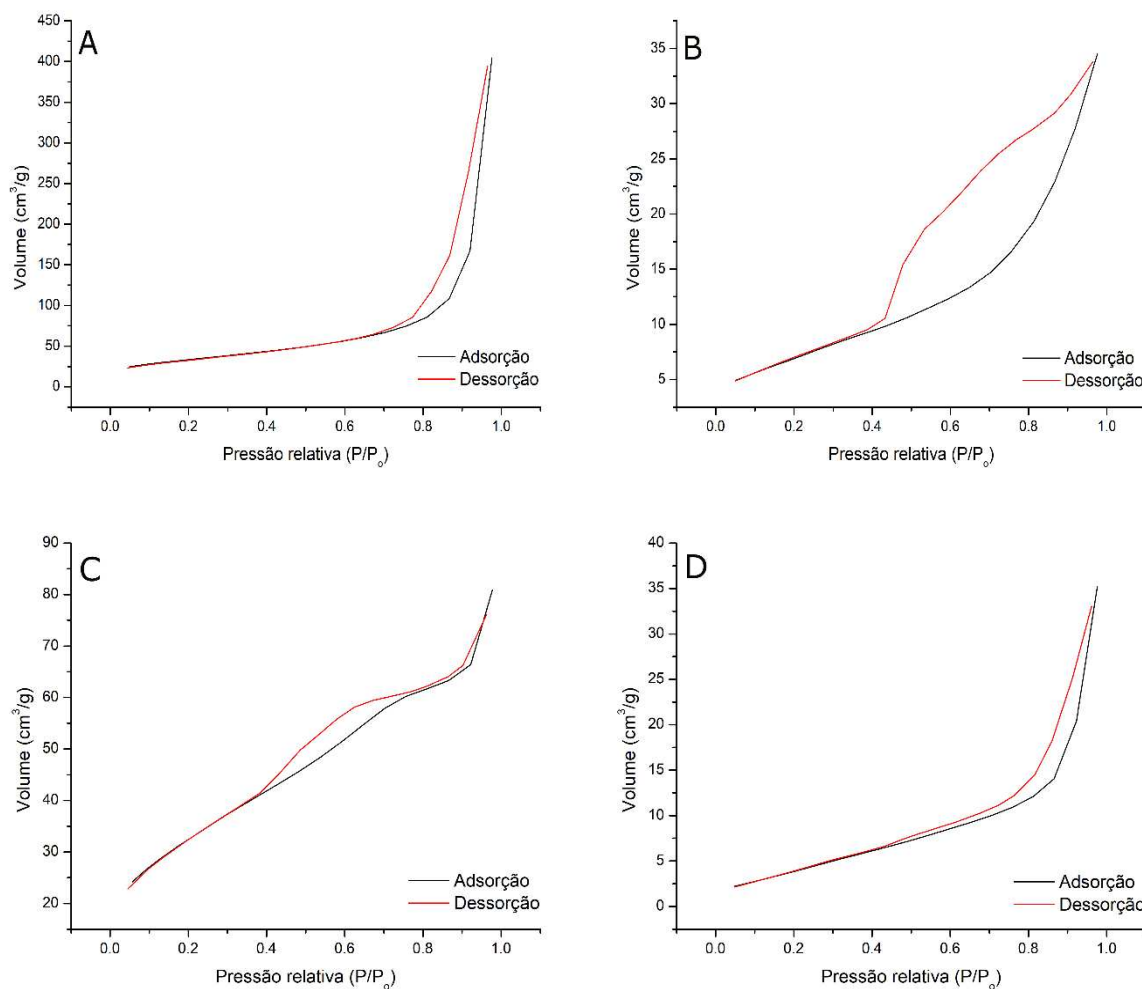 A
450
400
350
300
250
200
150
100
50
0
Volume (cm³/g)
Adsorção
Dessorção
0.0 0.2 0.4 0.6 0.8 1.0
Pressão relativa (P/Pₒ)
B
35
30
25
20
15
10
5
Volume (cm³/g)
Adsorção
Dessorção
0.0 0.2 0.4 0.6 0.8 1.0
Pressão relativa (P/Pₒ)
C
90
80
70
60
50
40
30
20
Volume (cm³/g)
Adsorção
Dessorção
0.0 0.2 0.4 0.6 0.8 1.0
Pressão relativa (P/Pₒ)
D
40
35
30
25
20
15
10
5
0
Volume (cm³/g)
Adsorção
Dessorção
0.0 0.2 0.4 0.6 0.8 1.0
Pressão relativa (P/Pₒ)